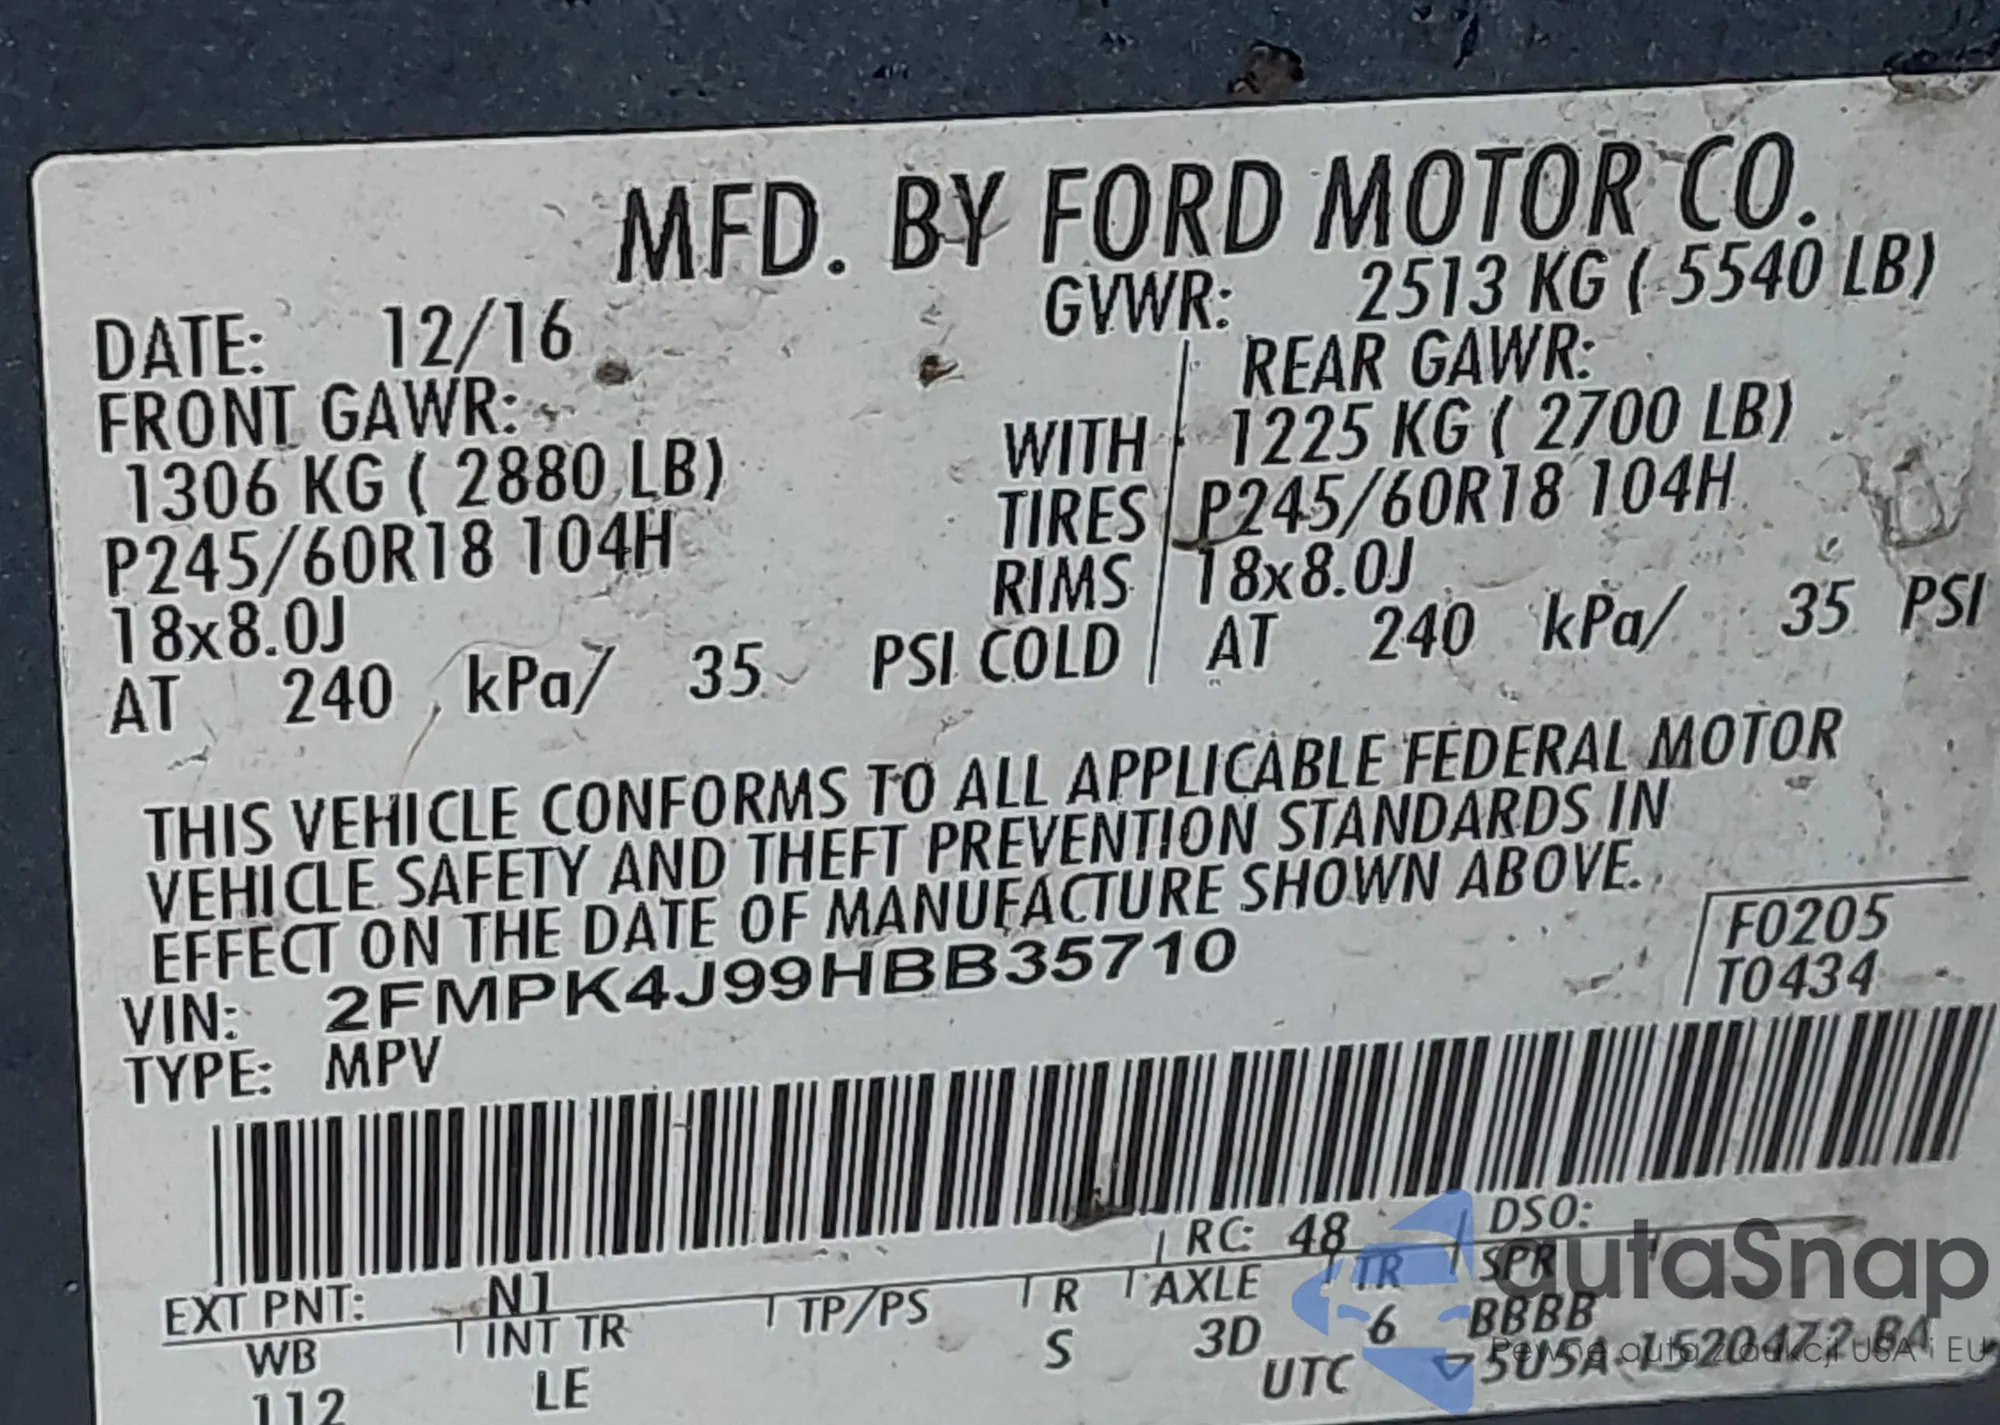 MFD. BY FORD MOTOR CO.
DATE: 12/16 GVWR: 2513 KG ( 5540 LB)
FRONT GAWR: REAR GAWR:
1306 KG ( 2880 LB) WITH 1225 KG ( 2700 LB)
P245/60R18 104H TIRES P245/60R18 104H
18x8.0J RIMS 18x8.0J
AT 240 kPa/ 35 PSI COLD AT 240 kPa/ 35 PSI
THIS VEHICLE CONFORMS TO ALL APPLICABLE FEDERAL MOTOR
VEHICLE SAFETY AND THEFT PREVENTION STANDARDS IN
EFFECT ON THE DATE OF MANUFACTURE SHOWN ABOVE.
F0205
VIN: 2FMPK4J99HBB35710 T0434
TYPE: MPV
RC: 48 DSO:
EXT PNT: N1
WB INT TR TP/PS R AXLE TR SPR
112 LE S 3D 6 BBBB
UTC
autaSnap
Pewne auta z aukcji USA i EU